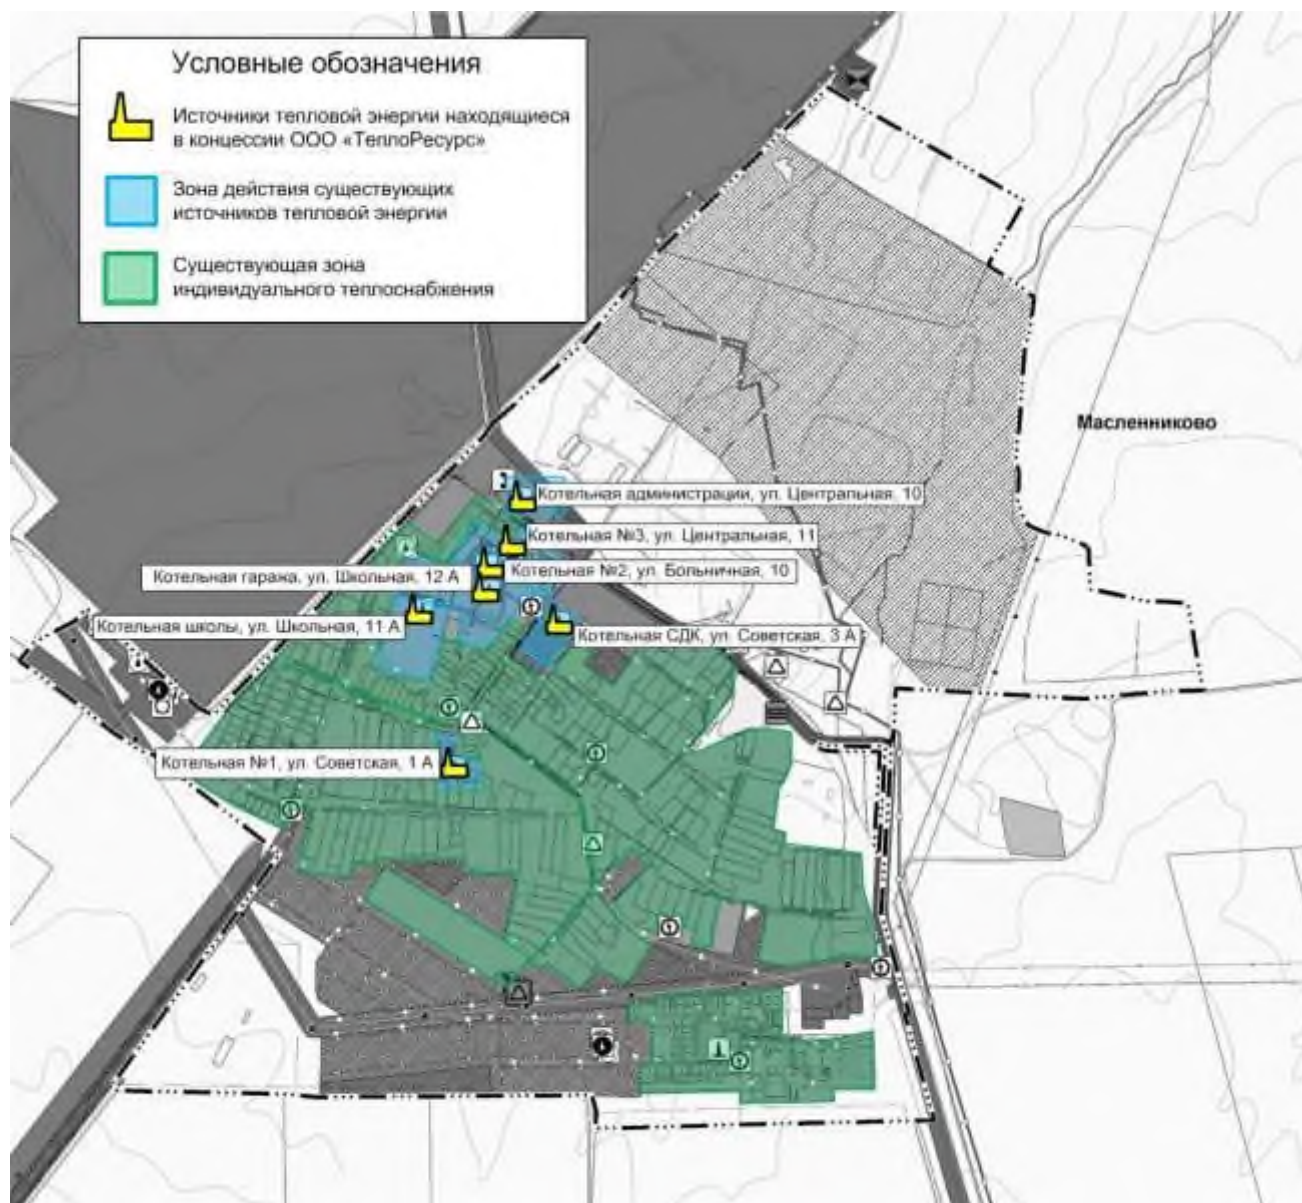 Условные обозначения
Источники тепловой энергии находящиеся
в концессии ООО «ТеплоРесурс»
Зона действия существующих
источников тепловой энергии
Существующая зона
индивидуального теплоснабжения
Масленниково
Котельная администрации, ул. Центральная, 10
Котельная №3, ул. Центральная, 11
Котельная гаража, ул. Школьная, 12 А
Котельная №2, ул. Больничная, 10
Котельная школы, ул. Школьная, 11 А
Котельная СДК, ул. Советская, 3 А
Котельная №1, ул. Советская, 1 А